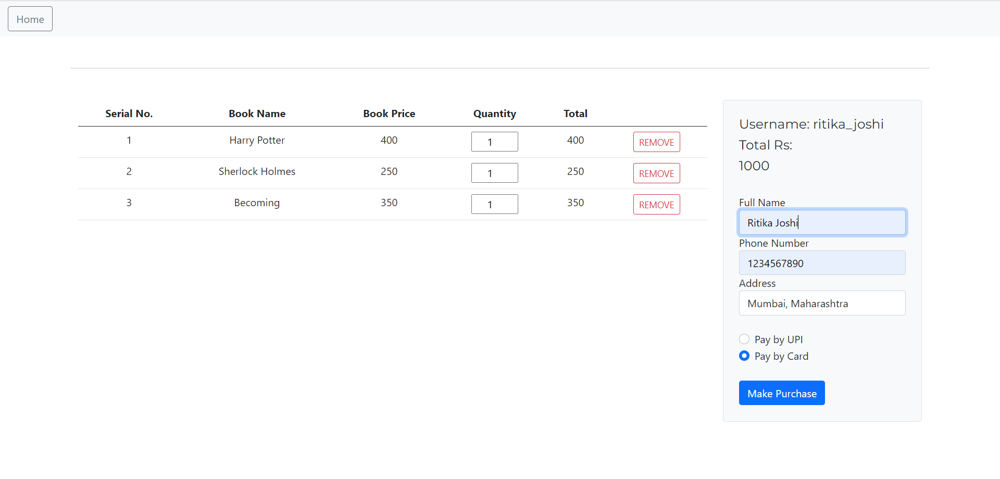 Home
Serial No. Book Name Book Price Quantity Total
1 Harry Potter 400 1 400 REMOVE
2 Sherlock Holmes 250 1 250 REMOVE
3 Becoming 350 1 350 REMOVE
Username: ritika_joshi
Total Rs:
1000
Full Name
Ritika Joshi
Phone Number
1234567890
Address
Mumbai, Maharashtra
Pay by UPI
Pay by Card
Make Purchase